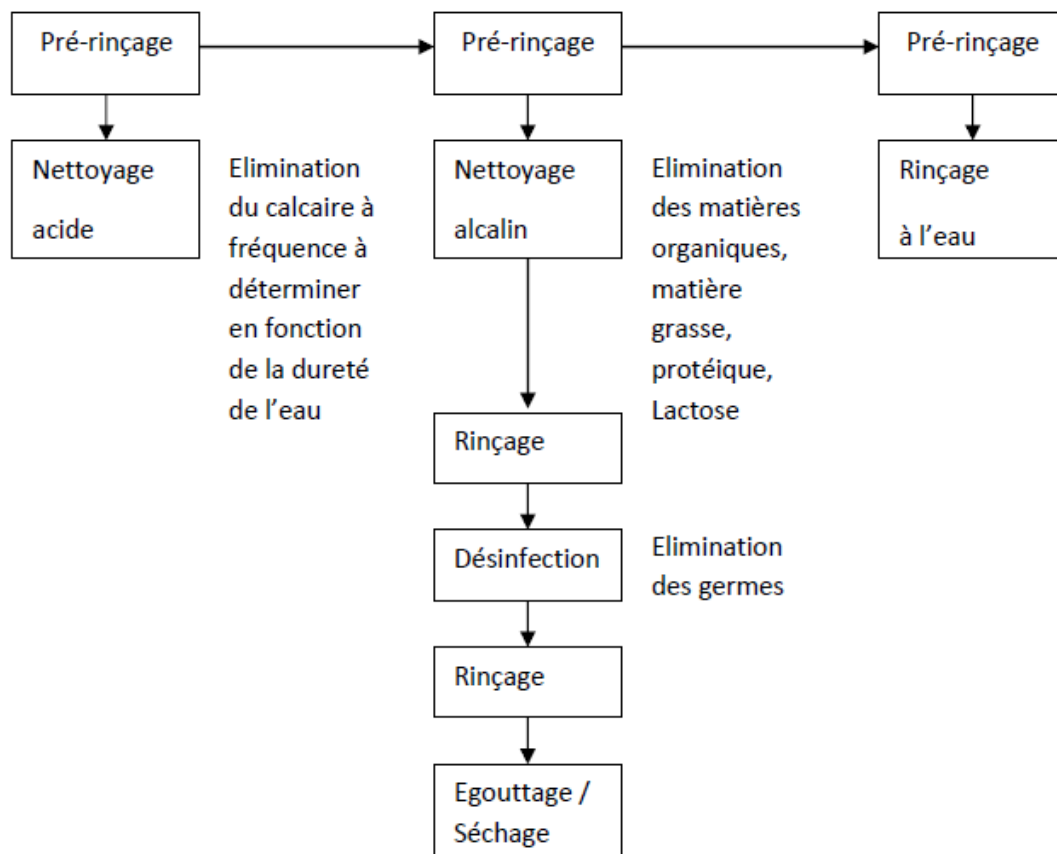 Pré-rinçage
Pré-rinçage
Pré-rinçage
Nettoyage
acide
Elimination
du calcaire à
fréquence à
déterminer
en fonction
de la dureté
de l'eau
Nettoyage
alcalin
Elimination
des matières
organiques,
matière
grasse,
protéique,
Lactose
Rinçage
à l'eau
Rinçage
Désinfection
Elimination
des germes
Rinçage
Egouttage /
Séchage